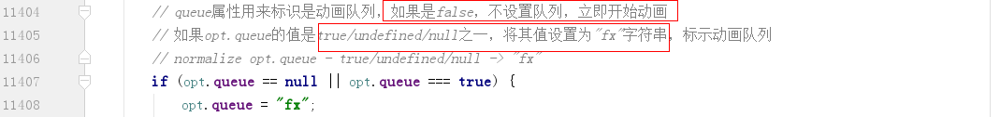 11404 // queue属性用来标识是动画队列，如果是false，不设置队列，立即开始动画
11405 // 如果opt.queue的值是true/undefined/null之一，将其值设置为"fx"字符串，标示动画队列
11406 // normalize opt.queue - true/undefined/null -> "fx"
11407 if (opt.queue == null || opt.queue === true) {
11408 opt.queue = "fx";